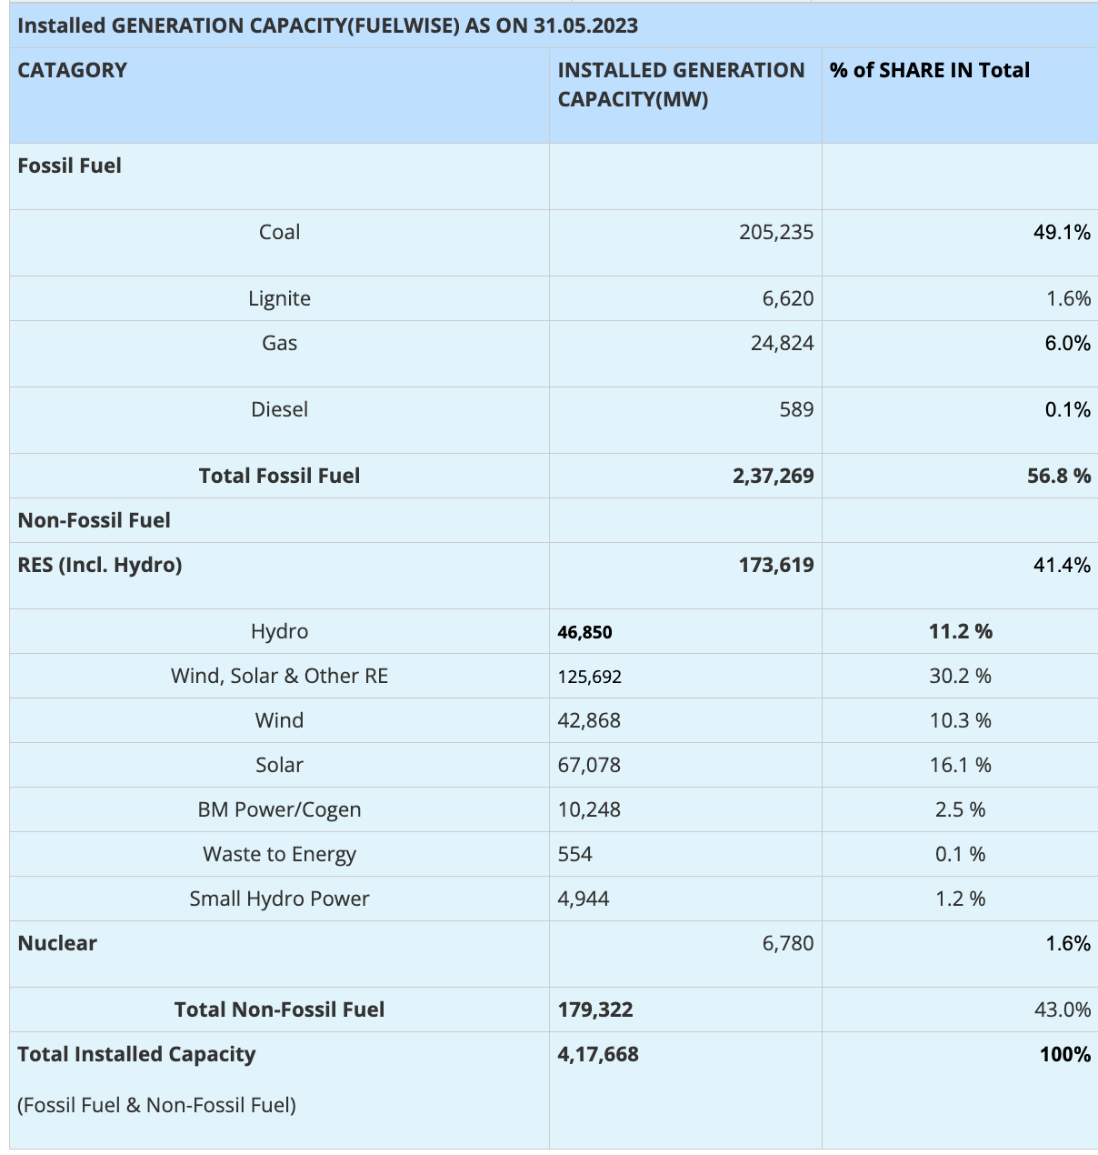 Installed GENERATION CAPACITY(FUELWISE) AS ON 31.05.2023
CATAGORY INSTALLED GENERATION CAPACITY(MW) % of SHARE IN Total
Fossil Fuel
Coal 205,235 49.1%
Lignite 6,620 1.6%
Gas 24,824 6.0%
Diesel 589 0.1%
Total Fossil Fuel 2,37,269 56.8 %
Non-Fossil Fuel
RES (Incl. Hydro) 173,619 41.4%
Hydro 46,850 11.2 %
Wind, Solar & Other RE 125,692 30.2 %
Wind 42,868 10.3 %
Solar 67,078 16.1 %
BM Power/Cogen 10,248 2.5 %
Waste to Energy 554 0.1 %
Small Hydro Power 4,944 1.2 %
Nuclear 6,780 1.6%
Total Non-Fossil Fuel 179,322 43.0%
Total Installed Capacity 4,17,668 100%
(Fossil Fuel & Non-Fossil Fuel)